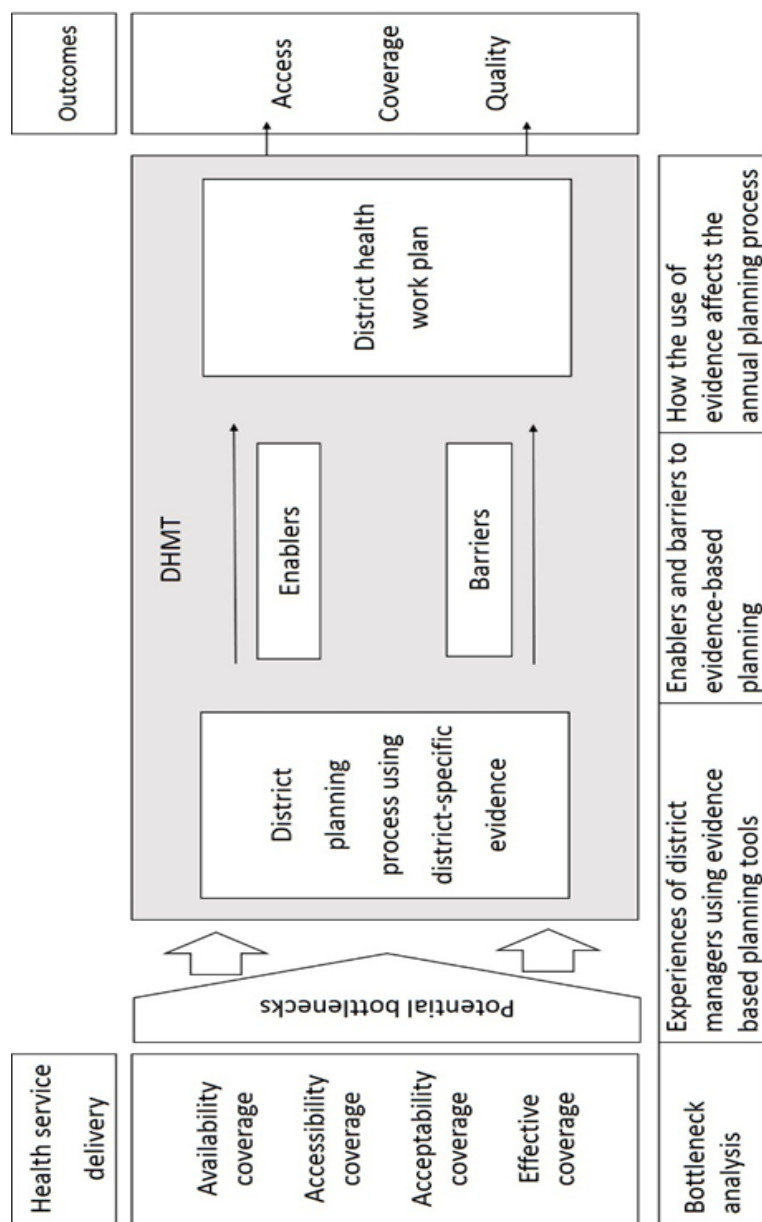 Health service
delivery
Outcomes
Availability
coverage
Accessibility
coverage
Acceptability
coverage
Effective
coverage
Potential bottlenecks
DHMT
District
planning
process using
district-specific
evidence
Enablers
Barriers
District health
work plan
Access
Coverage
Quality
Bottleneck
analysis
Experiences of district
managers using evidence
based planning tools
Enablers and barriers to
evidence-based
planning
How the use of
evidence affects the
annual planning process